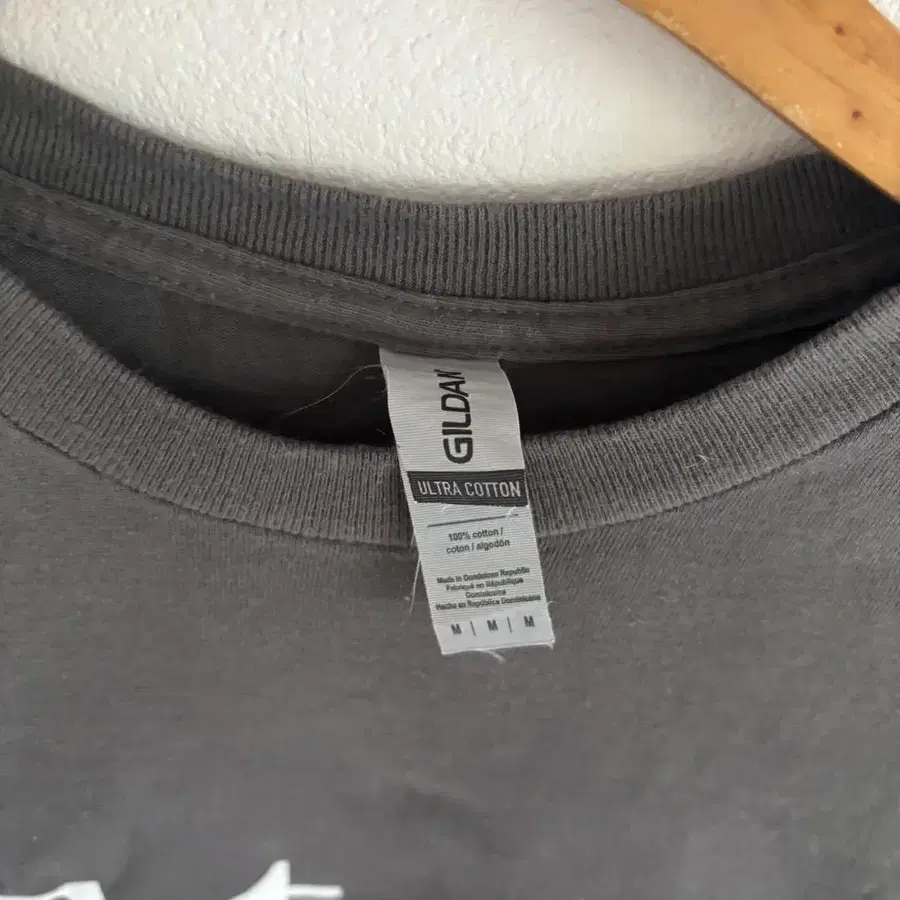 GILDAN
ULTRA COTTON
100% cotton /
coton / algodón
Made in Dominican Republic
Fabriqué en République
Dominicaine
Hecho en República Dominicana
M | M | M